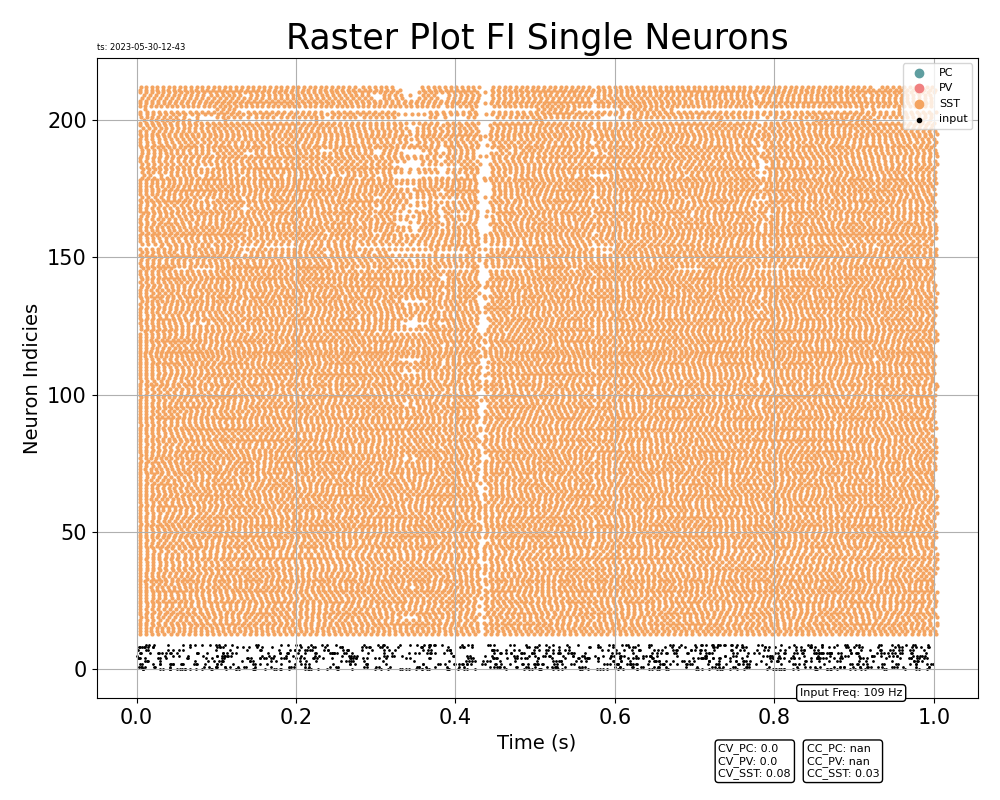 Raster Plot FI Single Neurons
ts: 2023-05-30-12-43
PC
PV
SST
input
200
150
100
50
0
Neuron Indicies
0.0 0.2 0.4 0.6 0.8 1.0
Time (s)
Input Freq: 109 Hz
CV_PC: 0.0
CV_PV: 0.0
CV_SST: 0.08
CC_PC: nan
CC_PV: nan
CC_SST: 0.03